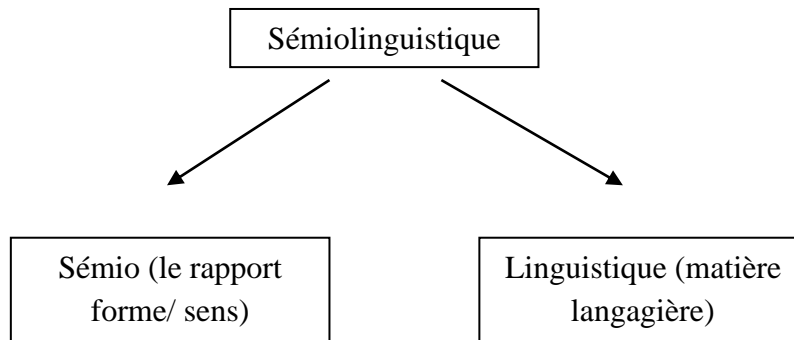 Sémiolinguistique
Sémio (le rapport
forme/ sens)
Linguistique (matière
langagière)